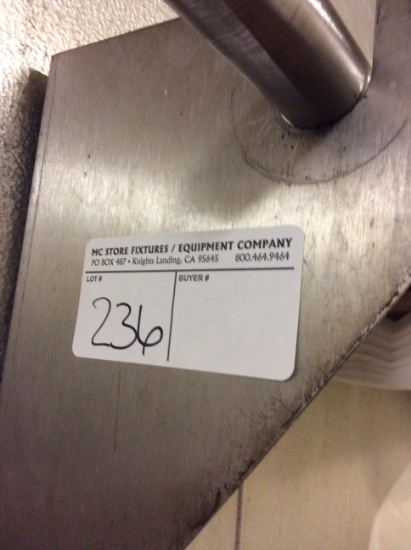 MC STORE FIXTURES / EQUIPMENT COMPANY
PO BOX 487 • Knights Landing, CA 95645 800.464.9464
LOT # BUYER #
236